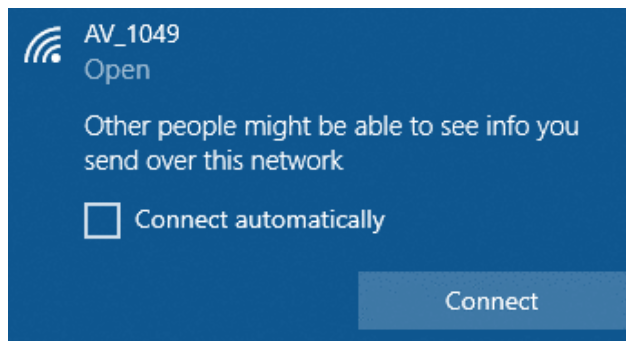 AV_1049
Open
Other people might be able to see info you
send over this network
Connect automatically
Connect